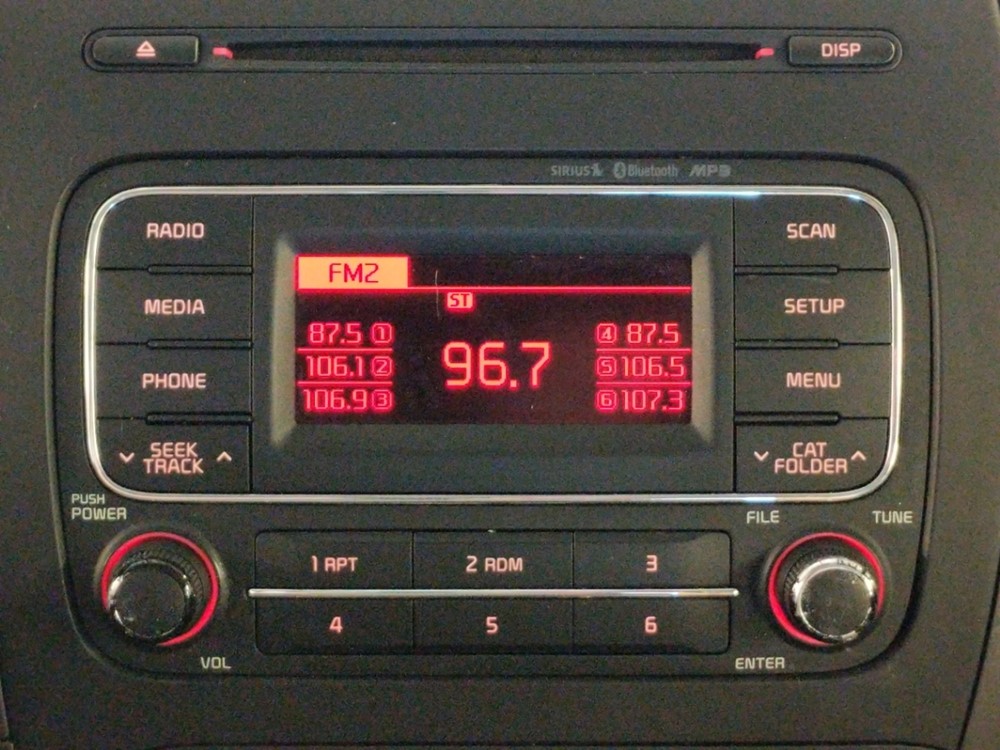 DISP
SIRIUS Bluetooth MP3
RADIO
SCAN
FM2
ST
MEDIA
SETUP
87.5 1
96.7
4 87.5
106.1 2
5 106.5
106.9 3
6 107.3
PHONE
MENU
SEEK
TRACK
CAT
FOLDER
PUSH
POWER
FILE
TUNE
1 RPT
2 RDM
3
4
5
6
VOL
ENTER